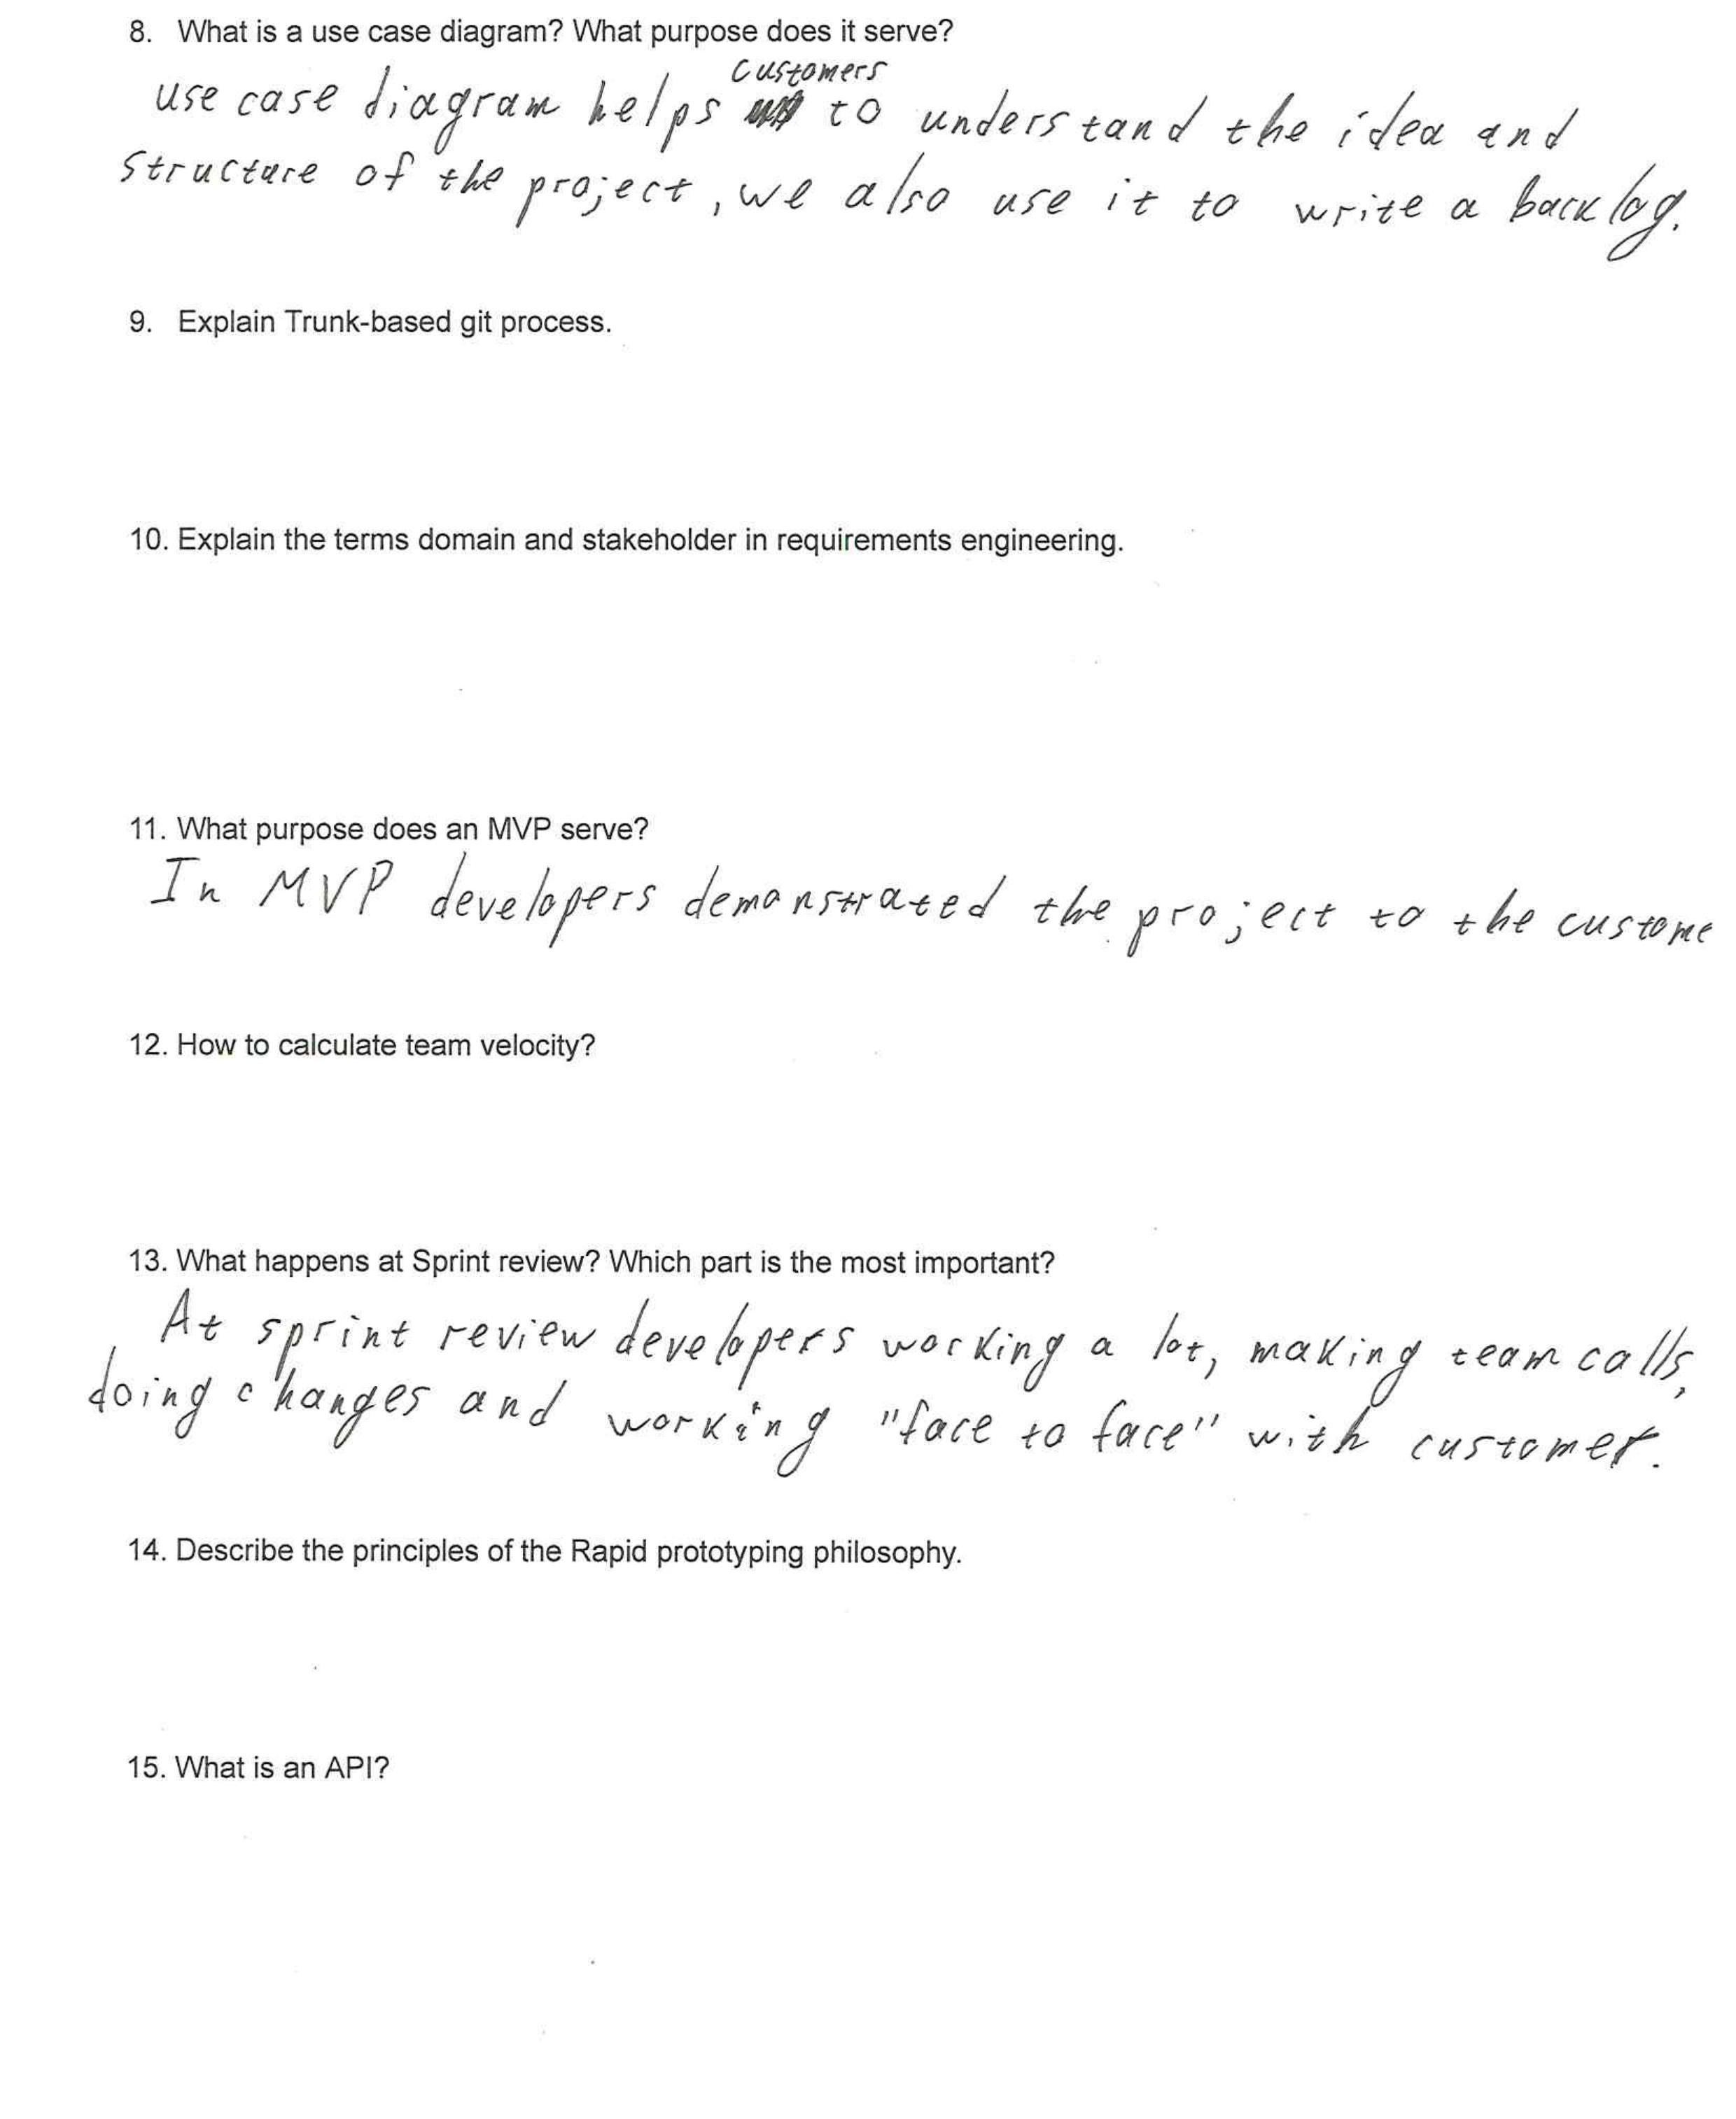 8. What is a use case diagram? What purpose does it serve?
customers
use case diagram helps to understand the idea and
structure of the project, we also use it to write a backlog.
9. Explain Trunk-based git process.
10. Explain the terms domain and stakeholder in requirements engineering.
11. What purpose does an MVP serve?
In MVP developers demonstrated the project to the custome
12. How to calculate team velocity?
13. What happens at Sprint review? Which part is the most important?
At sprint review developers working a lot, making team calls,
doing changes and working "face to face" with customer.
14. Describe the principles of the Rapid prototyping philosophy.
15. What is an API?